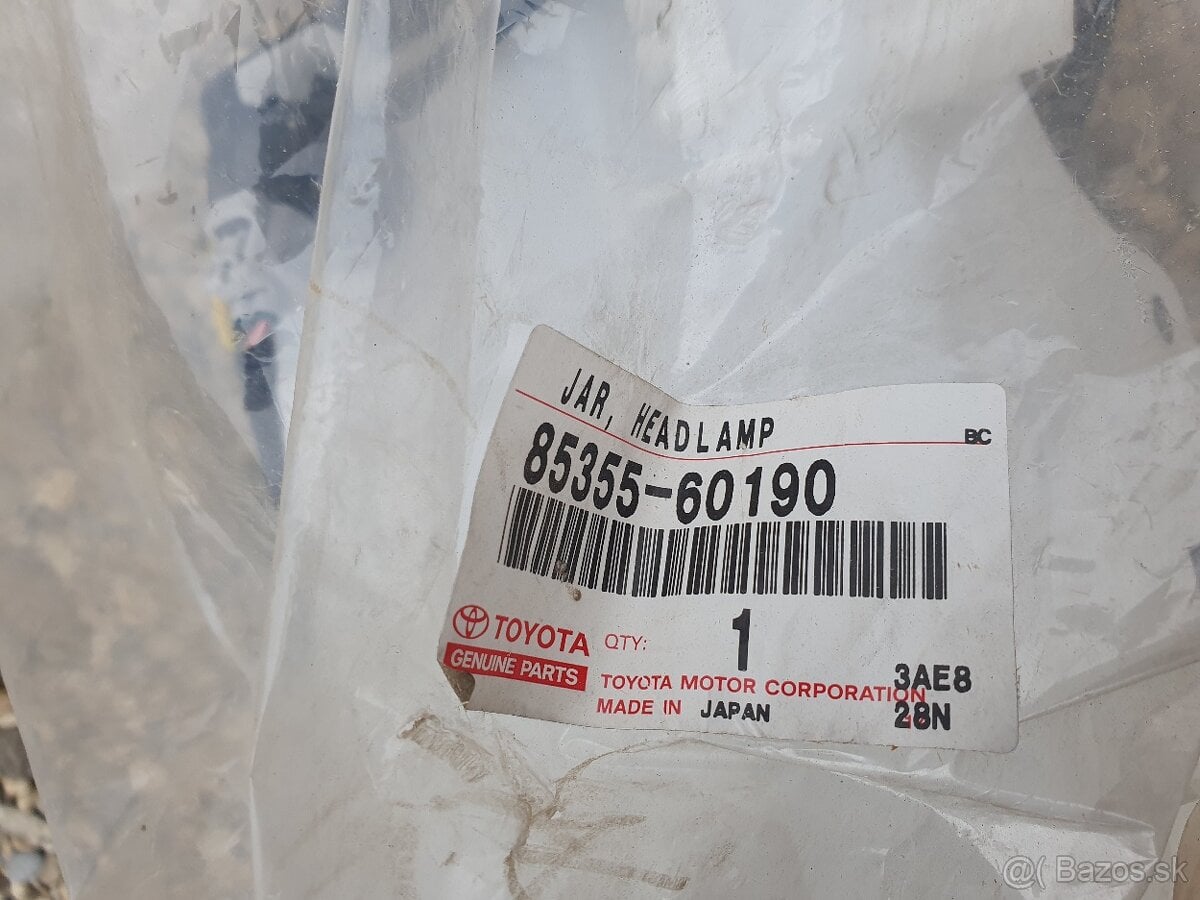 JAR, HEADLAMP
BC
85355-60190
TOYOTA
GENUINE PARTS
QTY: 1
TOYOTA MOTOR CORPORATION
MADE IN JAPAN
3AE8
28N
@( Bazos.sk